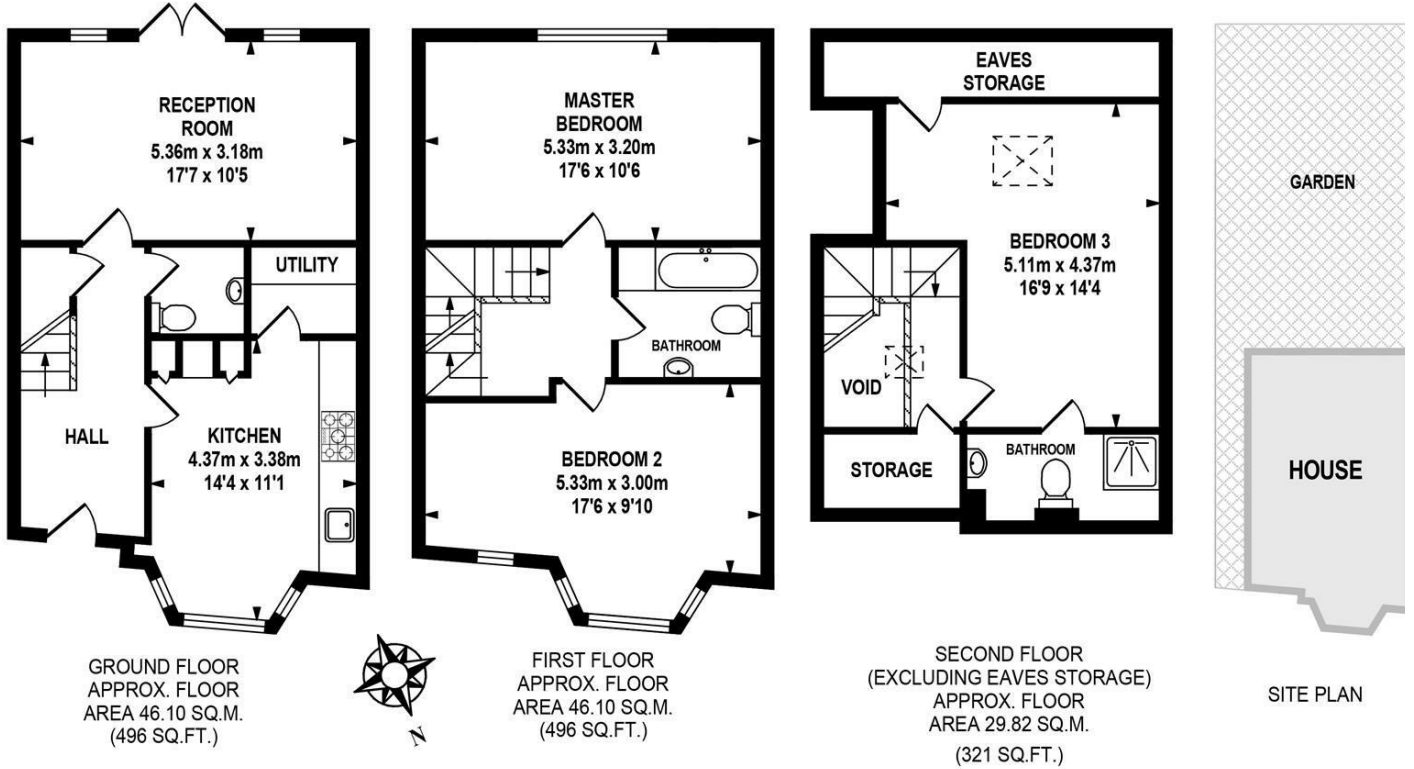 RECEPTION
ROOM
5.36m x 3.18m
17'7 x 10'5
UTILITY
HALL
KITCHEN
4.37m x 3.38m
14'4 x 11'1
GROUND FLOOR
APPROX. FLOOR
AREA 46.10 SQ.M.
(496 SQ.FT.)
MASTER
BEDROOM
5.33m x 3.20m
17'6 x 10'6
BATHROOM
BEDROOM 2
5.33m x 3.00m
17'6 x 9'10
N
FIRST FLOOR
APPROX. FLOOR
AREA 46.10 SQ.M.
(496 SQ.FT.)
EAVES
STORAGE
BEDROOM 3
5.11m x 4.37m
16'9 x 14'4
VOID
STORAGE
BATHROOM
SECOND FLOOR
(EXCLUDING EAVES STORAGE)
APPROX. FLOOR
AREA 29.82 SQ.M.
(321 SQ.FT.)
GARDEN
HOUSE
SITE PLAN